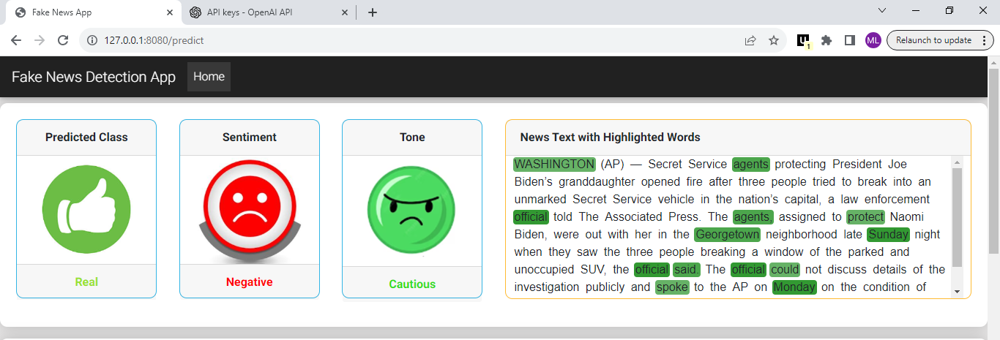 Fake News App
API keys - OpenAI API
127.0.0.1:8080/predict
1
ML
Relaunch to update
Fake News Detection App
Home
Predicted Class
Sentiment
Tone
News Text with Highlighted Words
WASHINGTON (AP) — Secret Service agents protecting President Joe
Biden’s granddaughter opened fire after three people tried to break into an
unmarked Secret Service vehicle in the nation’s capital, a law enforcement
official told The Associated Press. The agents, assigned to protect Naomi
Biden, were out with her in the Georgetown neighborhood late Sunday night
when they saw the three people breaking a window of the parked and
unoccupied SUV, the official said. The official could not discuss details of the
investigation publicly and spoke to the AP on Monday on the condition of
Real
Negative
Cautious